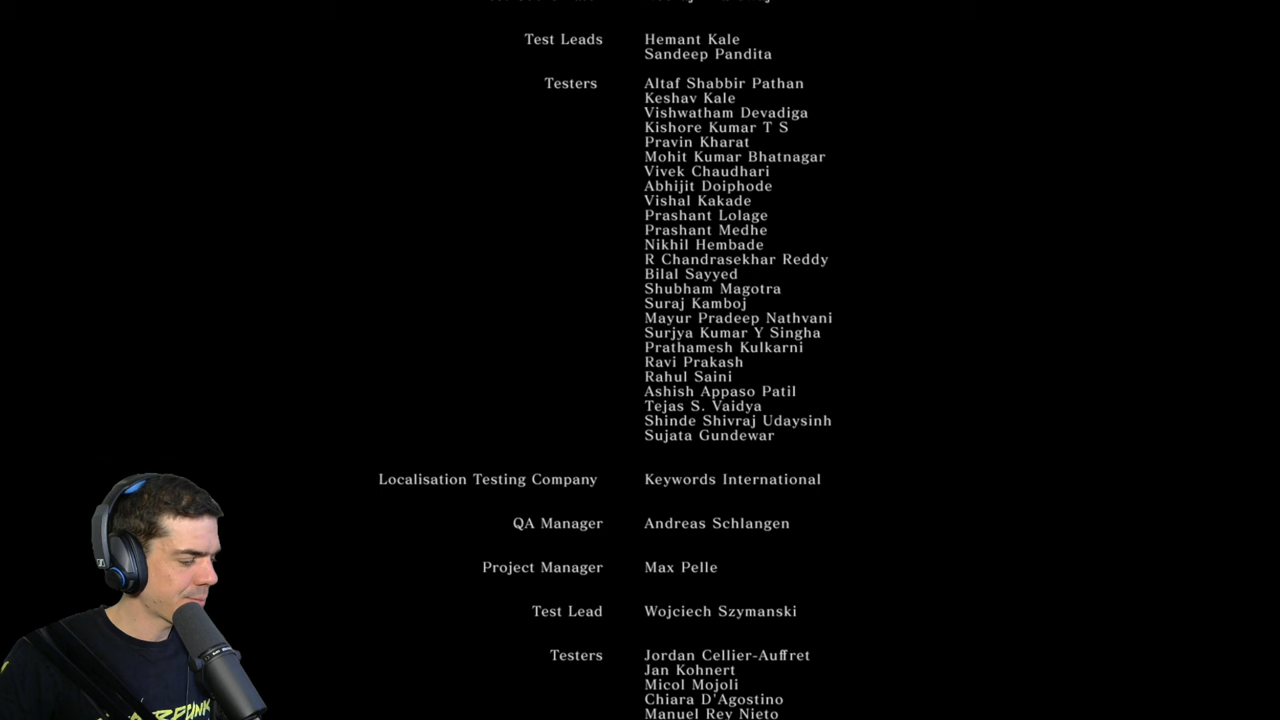 Test Leads Hemant Kale
Sandeep Pandita
Testers Altaf Shabbir Pathan
Keshav Kale
Vishwatham Devadiga
Kishore Kumar T S
Pravin Kharat
Mohit Kumar Bhatnagar
Vivek Chaudhari
Abhijit Doiphode
Vishal Kakade
Prashant Lolage
Prashant Medhe
Nikhil Hembade
R Chandrasekhar Reddy
Bilal Sayyed
Shubham Magotra
Suraj Kamboj
Mayur Pradeep Nathvani
Surjya Kumar Y Singha
Prathamesh Kulkarni
Ravi Prakash
Rahul Saini
Ashish Appaso Patil
Tejas S. Vaidya
Shinde Shivraj Udaysinh
Sujata Gundewar
Localisation Testing Company Keywords International
QA Manager Andreas Schlangen
Project Manager Max Pelle
Test Lead Wojciech Szymanski
Testers Jordan Cellier-Auffret
Jan Kohnert
Micol Mojoli
Chiara D'Agostino
Manuel Rey Nieto